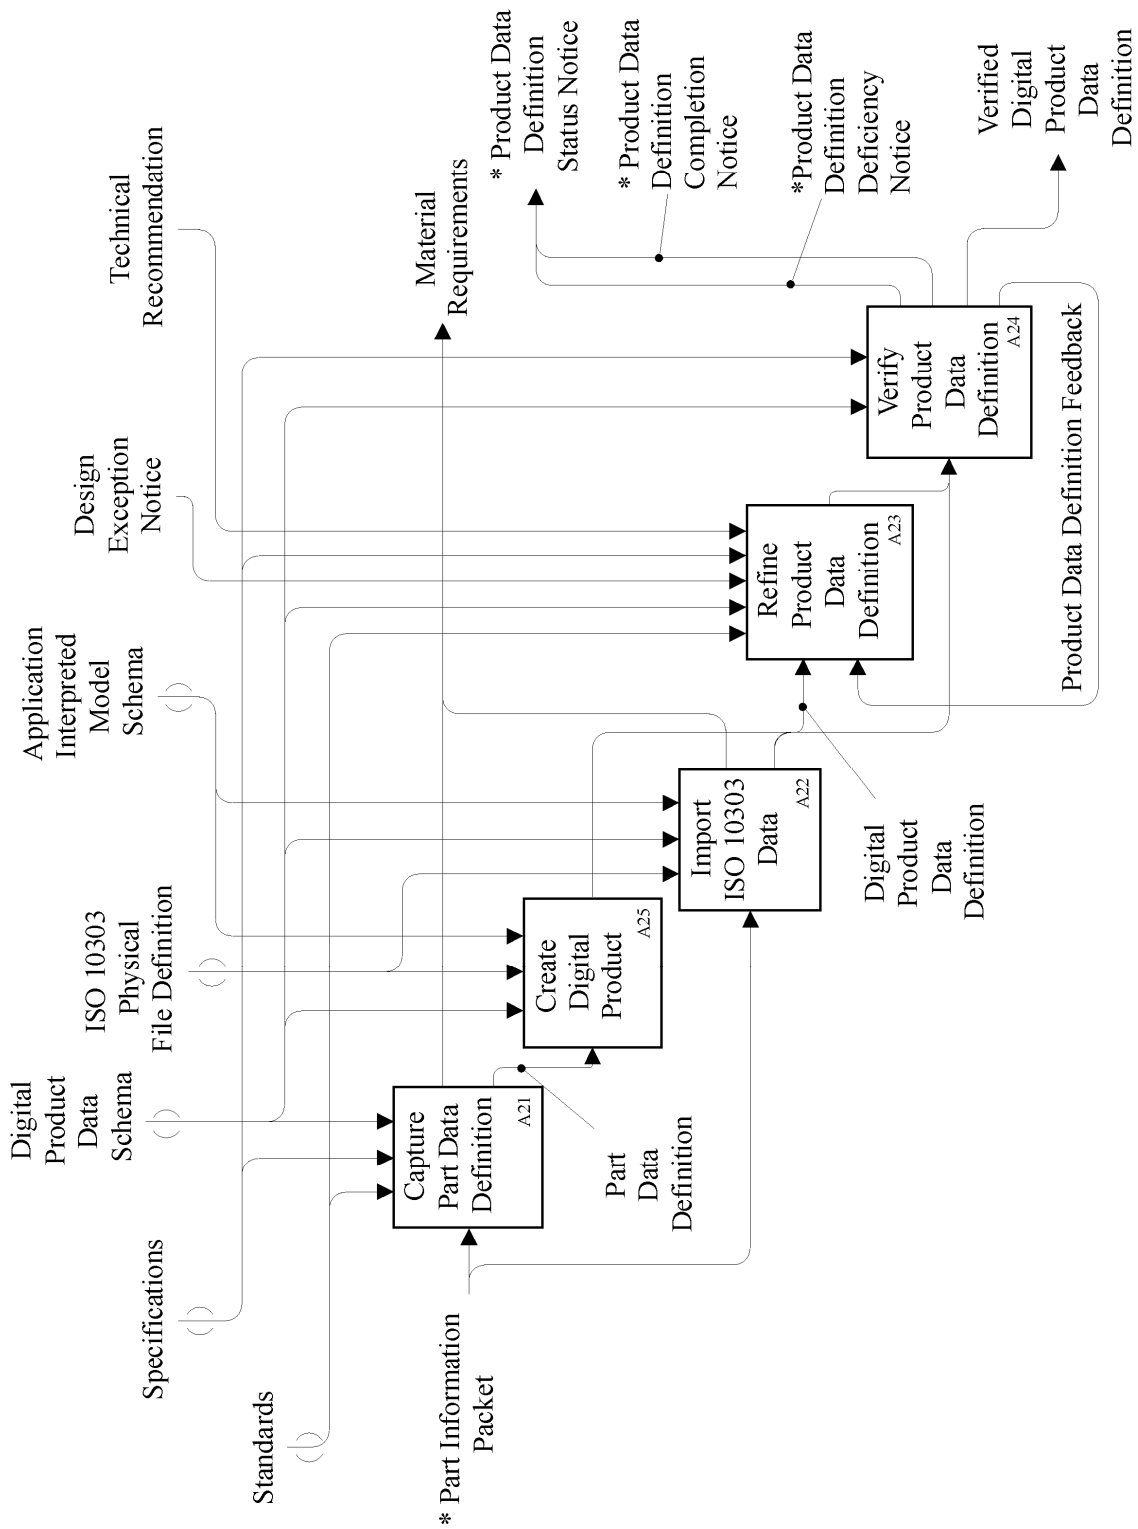 Standards
Specifications
Digital
Product
Data
Schema
ISO 10303
Physical
File Definition
Application
Interpreted
Model
Schema
Design
Exception
Notice
Technical
Recommendation
Material
Requirements
* Product Data
Definition
Status Notice
* Product Data
Definition
Completion
Notice
*Product Data
Definition
Deficiency
Notice
Verified
Digital
Product
Data
Definition
* Part Information
Packet
Capture
Part Data
Definition
A21
Part
Data
Definition
Create
Digital
Product
A25
Import
ISO 10303
Data
A22
Digital
Product
Data
Definition
Refine
Product
Data
Definition
A23
Verify
Product
Data
Definition
A24
Product Data Definition Feedback